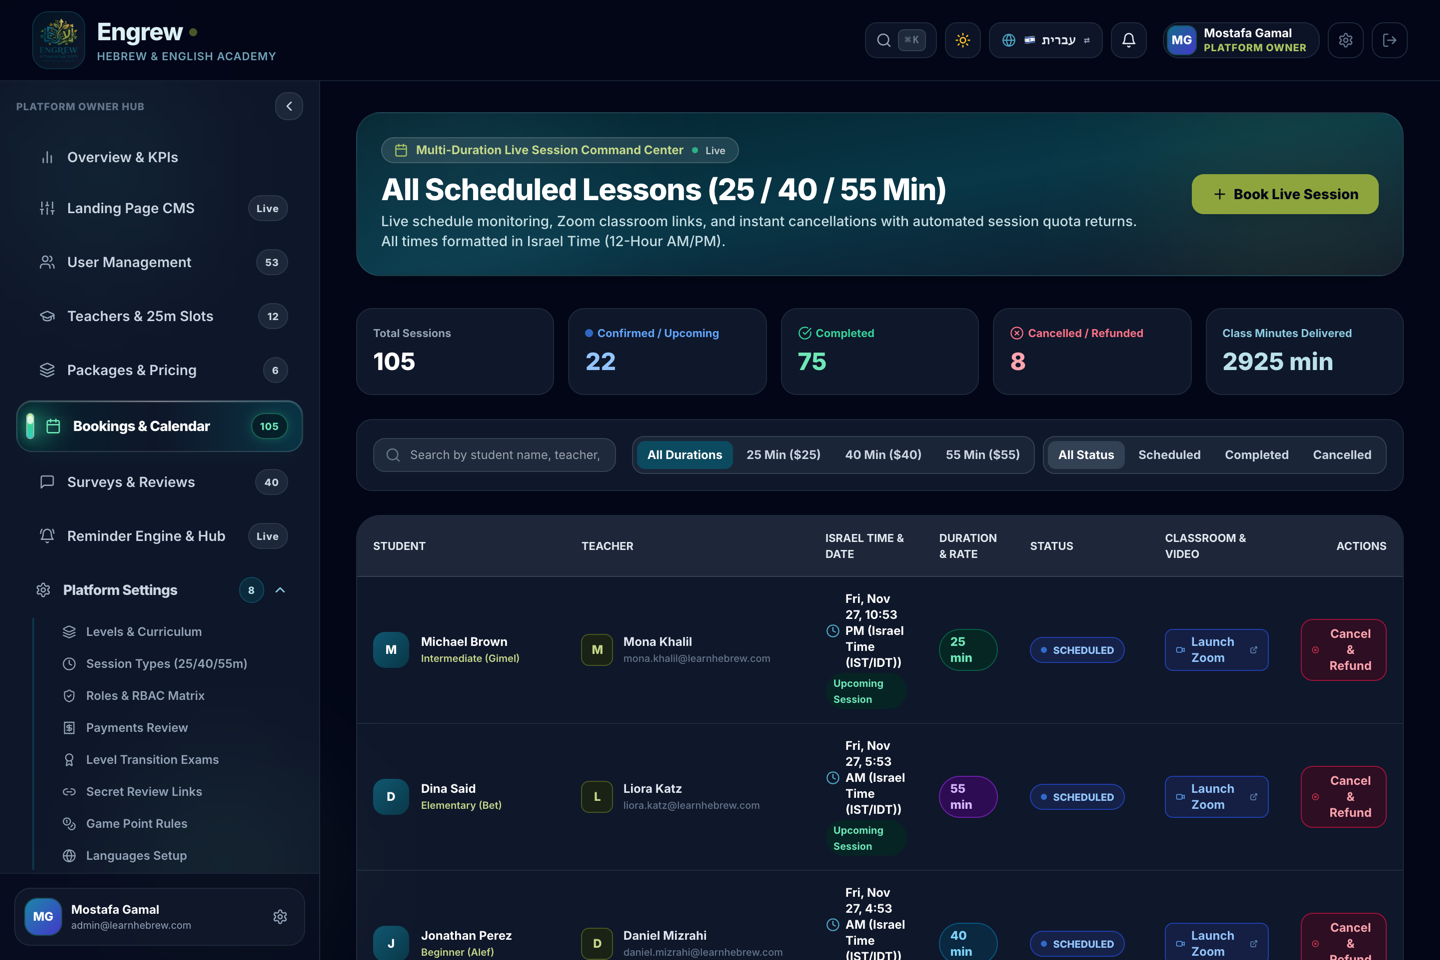 ENGREW
Engrew
HEBREW & ENGLISH ACADEMY
⌘K
עברית
MG
Mostafa Gamal
PLATFORM OWNER
PLATFORM OWNER HUB
Overview & KPIs
Landing Page CMS
Live
User Management
53
Teachers & 25m Slots
12
Packages & Pricing
6
Bookings & Calendar
105
Surveys & Reviews
40
Reminder Engine & Hub
Live
Platform Settings
8
Levels & Curriculum
Session Types (25/40/55m)
Roles & RBAC Matrix
Payments Review
Level Transition Exams
Secret Review Links
Game Point Rules
Languages Setup
MG
Mostafa Gamal
admin@learnhebrew.com
Multi-Duration Live Session Command Center
Live
All Scheduled Lessons (25 / 40 / 55 Min)
Live schedule monitoring, Zoom classroom links, and instant cancellations with automated session quota returns.
All times formatted in Israel Time (12-Hour AM/PM).
+ Book Live Session
Total Sessions
105
Confirmed / Upcoming
22
Completed
75
Cancelled / Refunded
8
Class Minutes Delivered
2925 min
Search by student name, teacher,
All Durations
25 Min ($25)
40 Min ($40)
55 Min ($55)
All Status
Scheduled
Completed
Cancelled
STUDENT
TEACHER
ISRAEL TIME &
DATE
DURATION
& RATE
STATUS
CLASSROOM &
VIDEO
ACTIONS
M
Michael Brown
Intermediate (Gimel)
M
Mona Khalil
mona.khalil@learnhebrew.com
Fri, Nov
27, 10:53
PM (Israel
Time
(IST/IDT))
Upcoming
Session
25
min
SCHEDULED
Launch
Zoom
Cancel
&
Refund
D
Dina Said
Elementary (Bet)
L
Liora Katz
liora.katz@learnhebrew.com
Fri, Nov
27, 5:53
AM (Israel
Time
(IST/IDT))
Upcoming
Session
55
min
SCHEDULED
Launch
Zoom
Cancel
&
Refund
J
Jonathan Perez
Beginner (Alef)
D
Daniel Mizrahi
daniel.mizrahi@learnhebrew.com
Fri, Nov
27, 4:53
AM (Israel
Time
(IST/IDT))
40
min
SCHEDULED
Launch
Zoom
Cancel
&
Refund